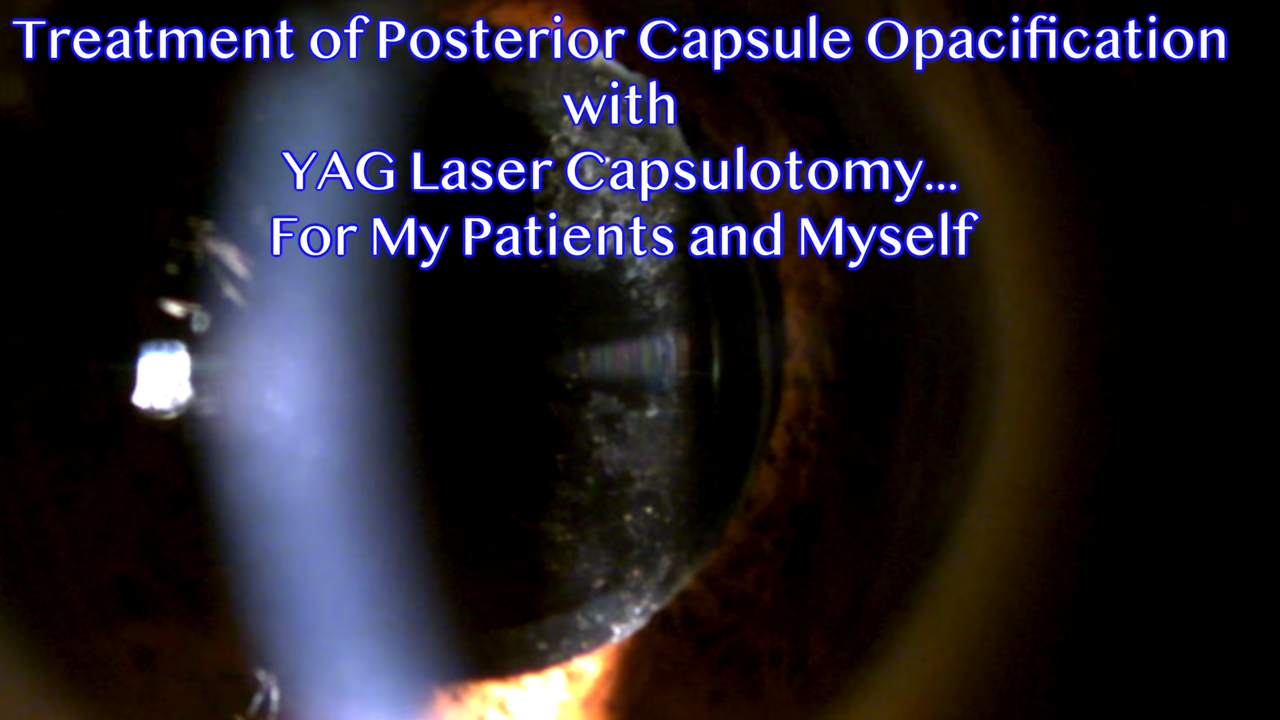 Treatment of Posterior Capsule Opacification
with
YAG Laser Capsulotomy...
For My Patients and Myself